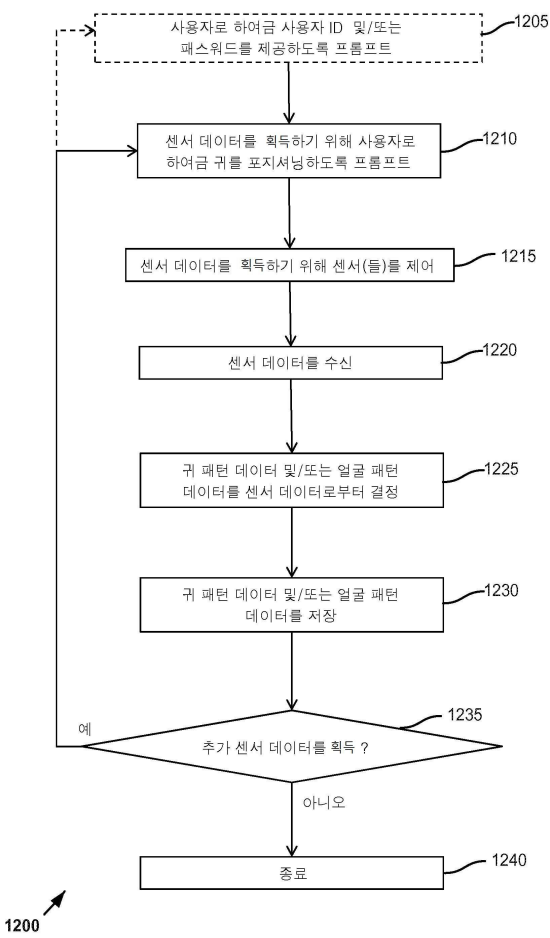 사용자로 하여금 사용자 ID 및/또는
패스워드를 제공하도록 프롬프트
1205
센서 데이터를 획득하기 위해 사용자로
하여금 귀를 포지셔닝하도록 프롬프트
1210
센서 데이터를 획득하기 위해 센서(들)를 제어
1215
센서 데이터를 수신
1220
귀 패턴 데이터 및/또는 얼굴 패턴
데이터를 센서 데이터로부터 결정
1225
귀 패턴 데이터 및/또는 얼굴 패턴
데이터를 저장
1230
1235
예
추가 센서 데이터를 획득 ?
아니오
종료
1240
1200